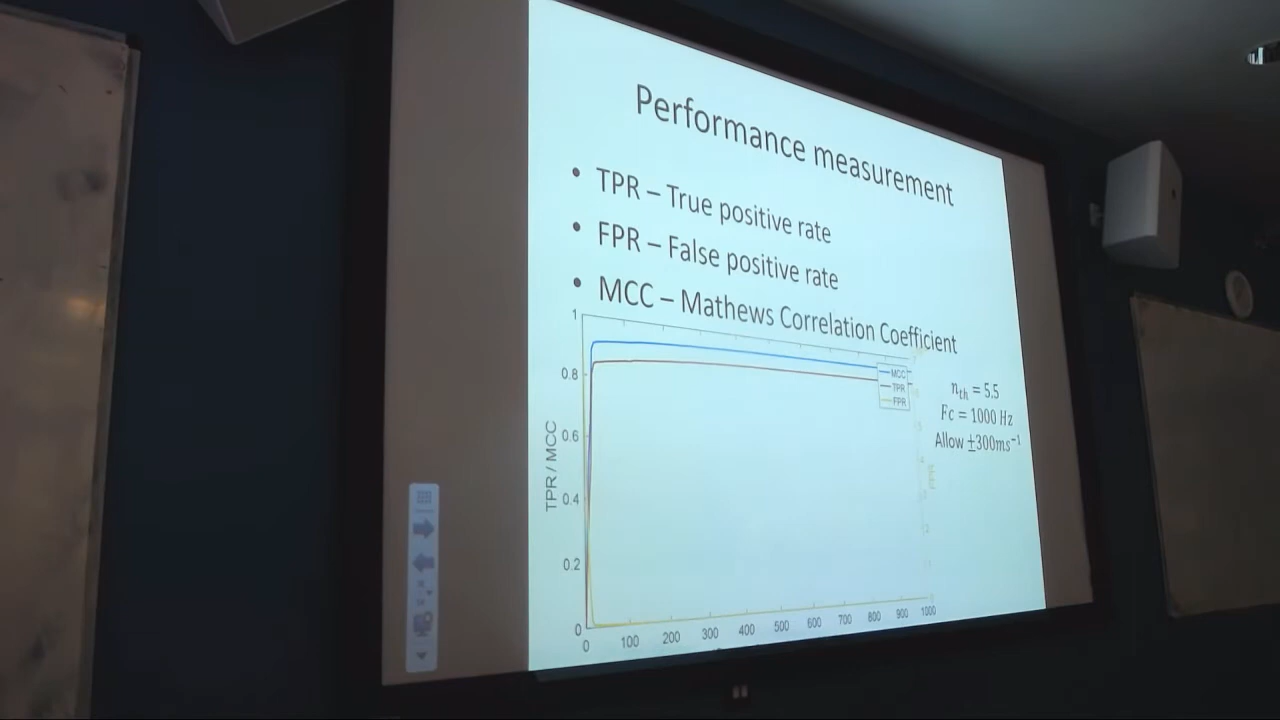 Performance measurement
• TPR – True positive rate
• FPR – False positive rate
• MCC – Mathews Correlation Coefficient
1
0.8
0.6
0.4
0.2
0
TPR / MCC
MCC
TPR
FPR
n_th = 5.5
Fc = 1000 Hz
Allow ±300ms⁻¹
0 100 200 300 400 500 600 700 800 900 1000